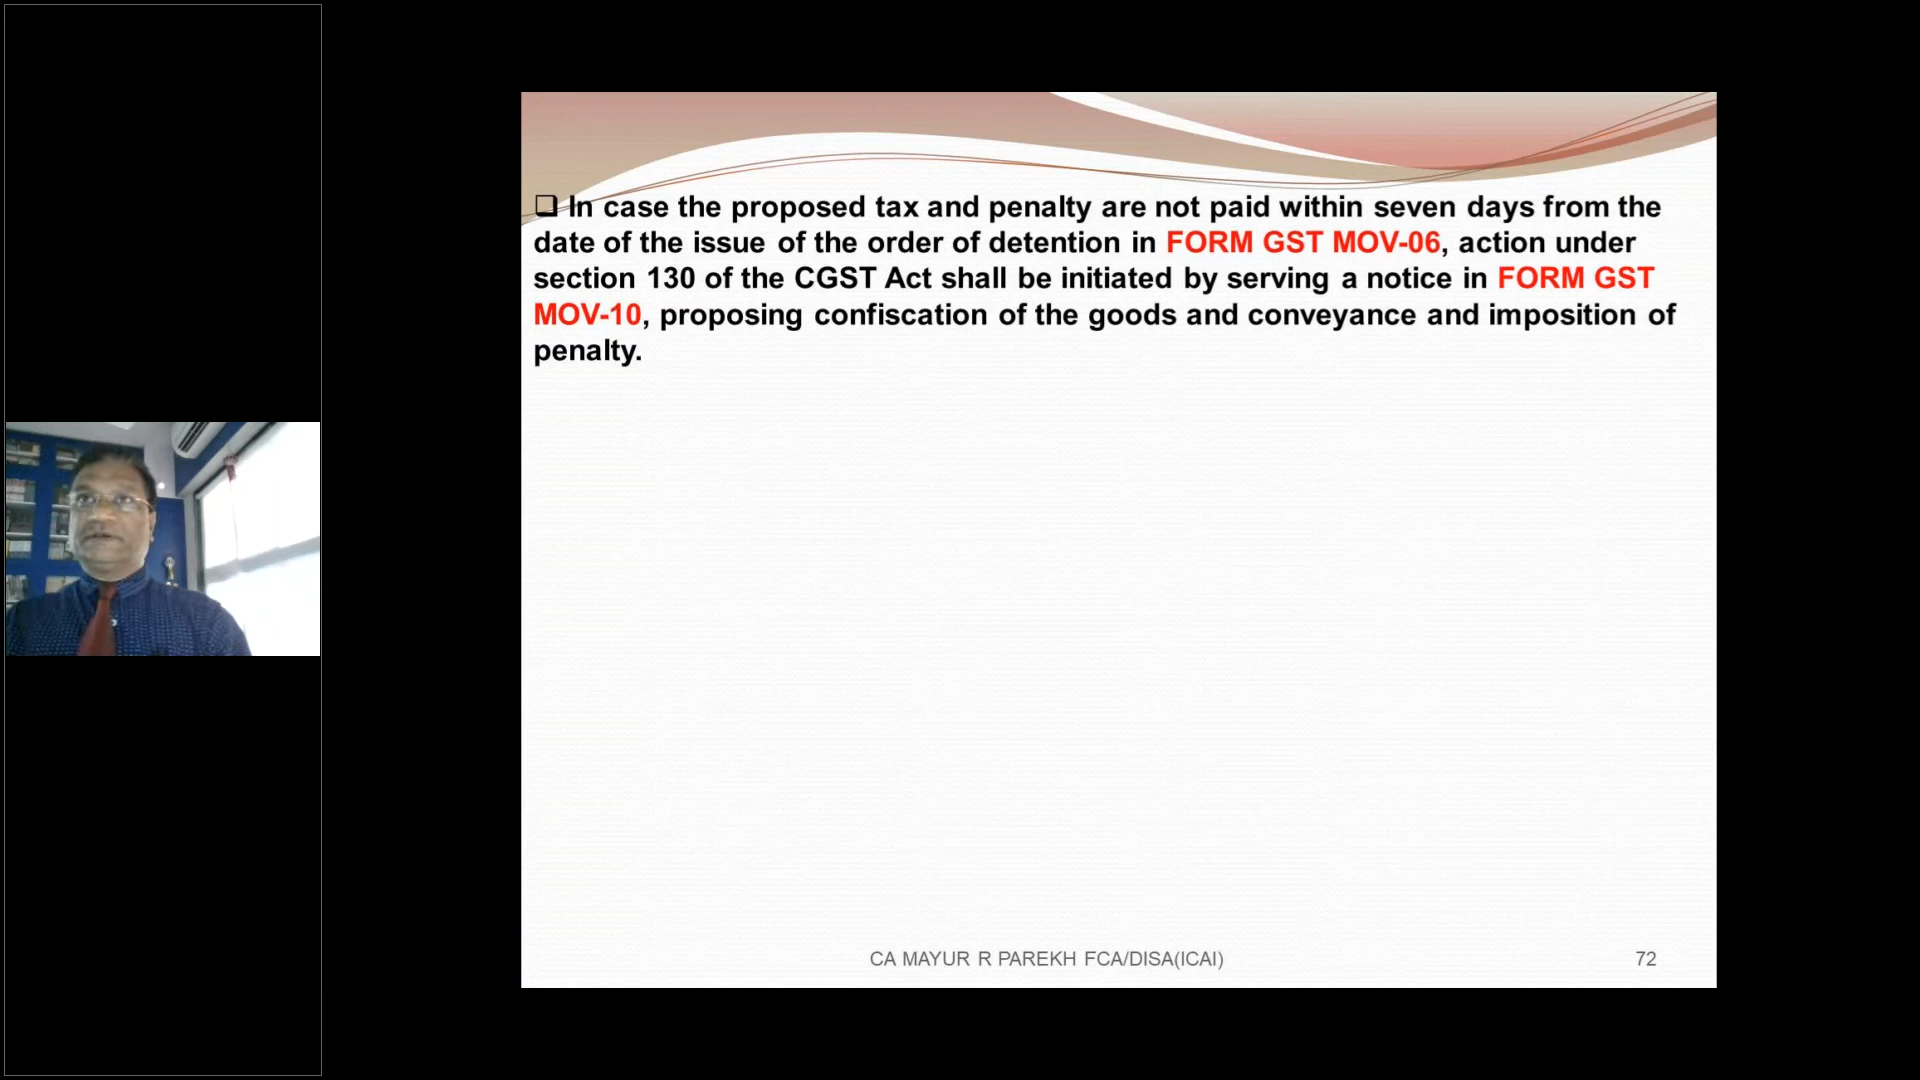 ❑ In case the proposed tax and penalty are not paid within seven days from the
date of the issue of the order of detention in FORM GST MOV-06, action under
section 130 of the CGST Act shall be initiated by serving a notice in FORM GST
MOV-10, proposing confiscation of the goods and conveyance and imposition of
penalty.
CA MAYUR R PAREKH FCA/DISA(ICAI)
72